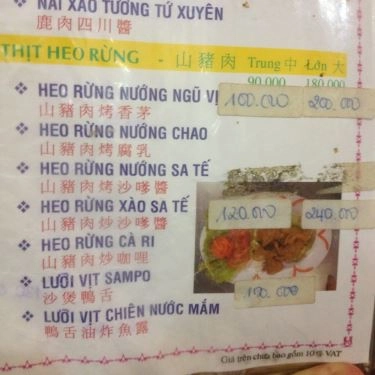 NAI XÀO TƯƠNG TỨ XUYÊN
鹿肉四川醬
THỊT HEO RỪNG - 山豬肉 Trung 中 Lớn 大
90.000 180.000
❖ HEO RỪNG NƯỚNG NGŨ VỊ 100.000 200.000
山豬肉烤香茅
❖ HEO RỪNG NƯỚNG CHAO
山豬肉烤腐乳
❖ HEO RỪNG NƯỚNG SA TẾ
山豬肉烤沙嗲醬
❖ HEO RỪNG XÀO SA TẾ 120.000 240.000
山豬肉炒沙嗲醬
❖ HEO RỪNG CÀ RI
山豬肉炒咖哩
❖ LƯỠI VỊT SAMPO
沙煲鴨舌
❖ LƯỠI VỊT CHIÊN NƯỚC MẮM
鴨舌油炸魚露
Giá trên chưa bao gồm 10% VAT